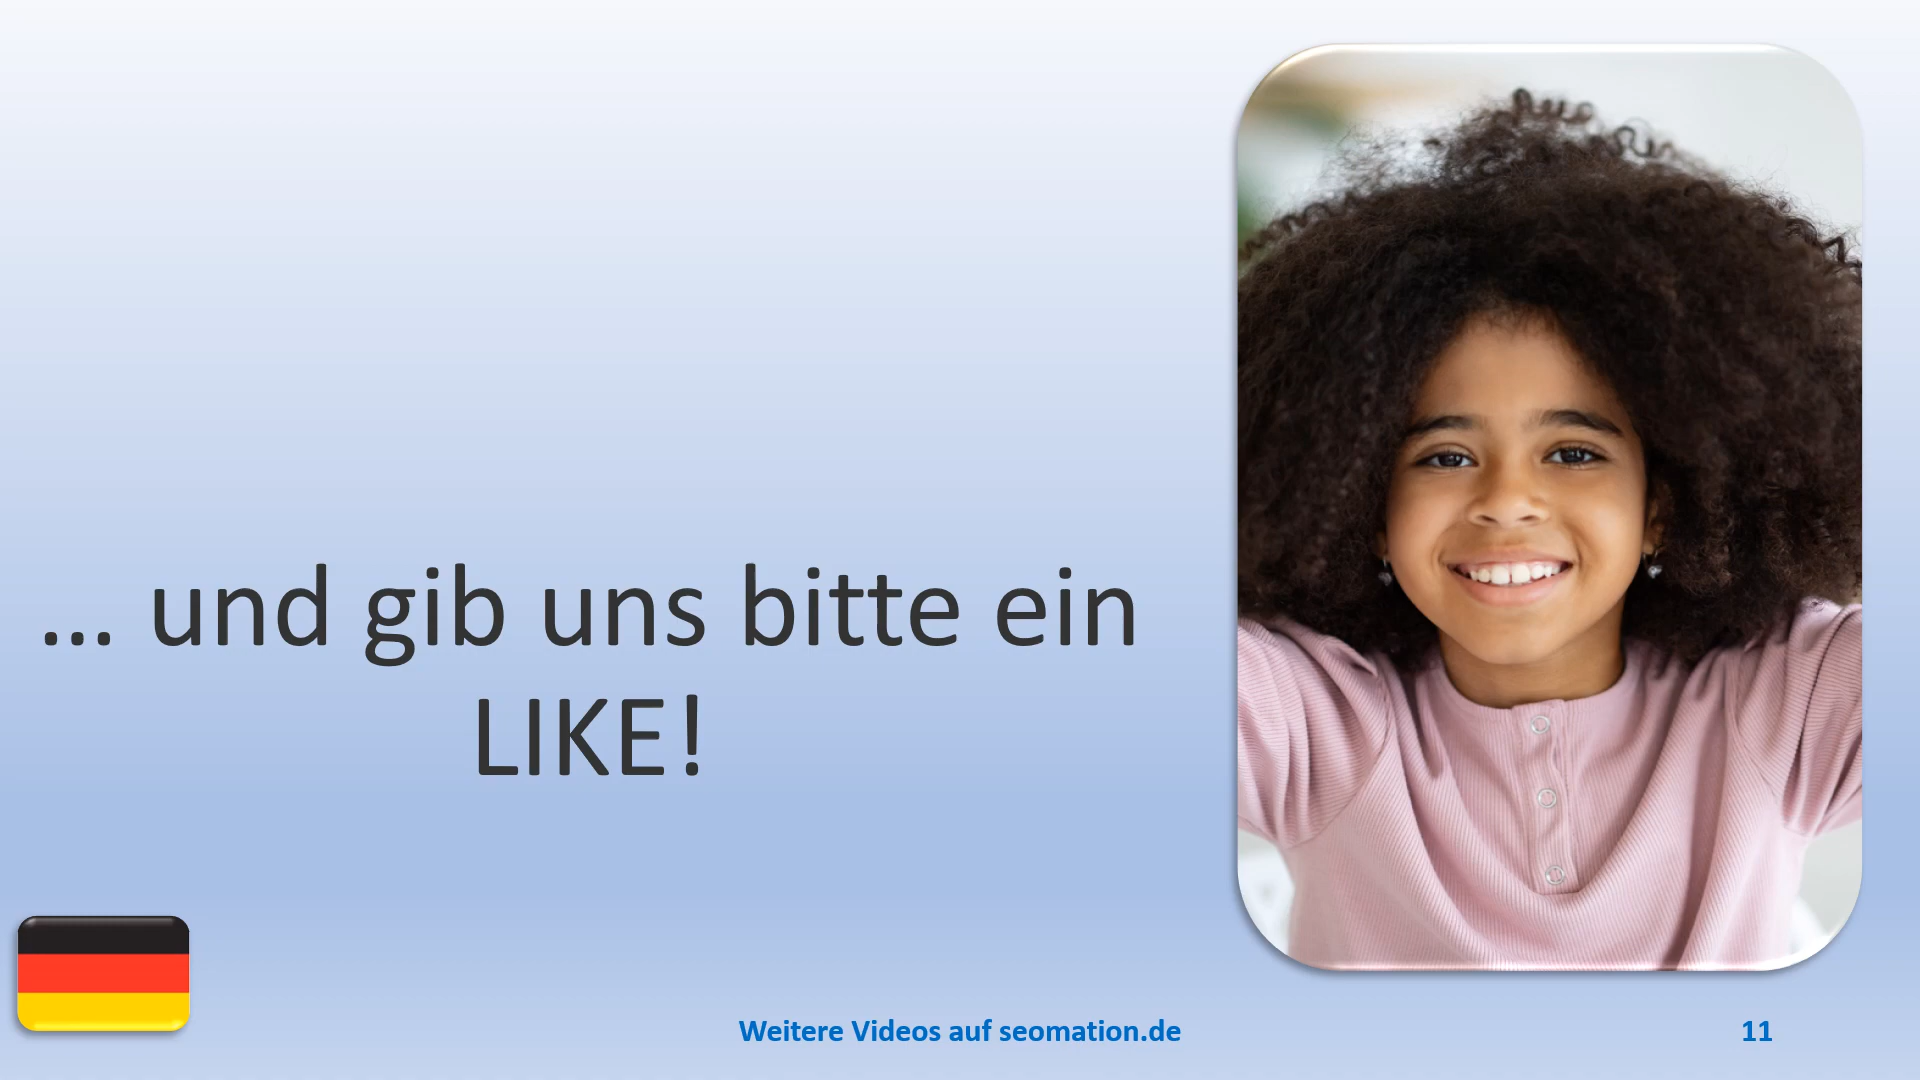 ... und gib uns bitte ein
LIKE!
Weitere Videos auf seomation.de
11